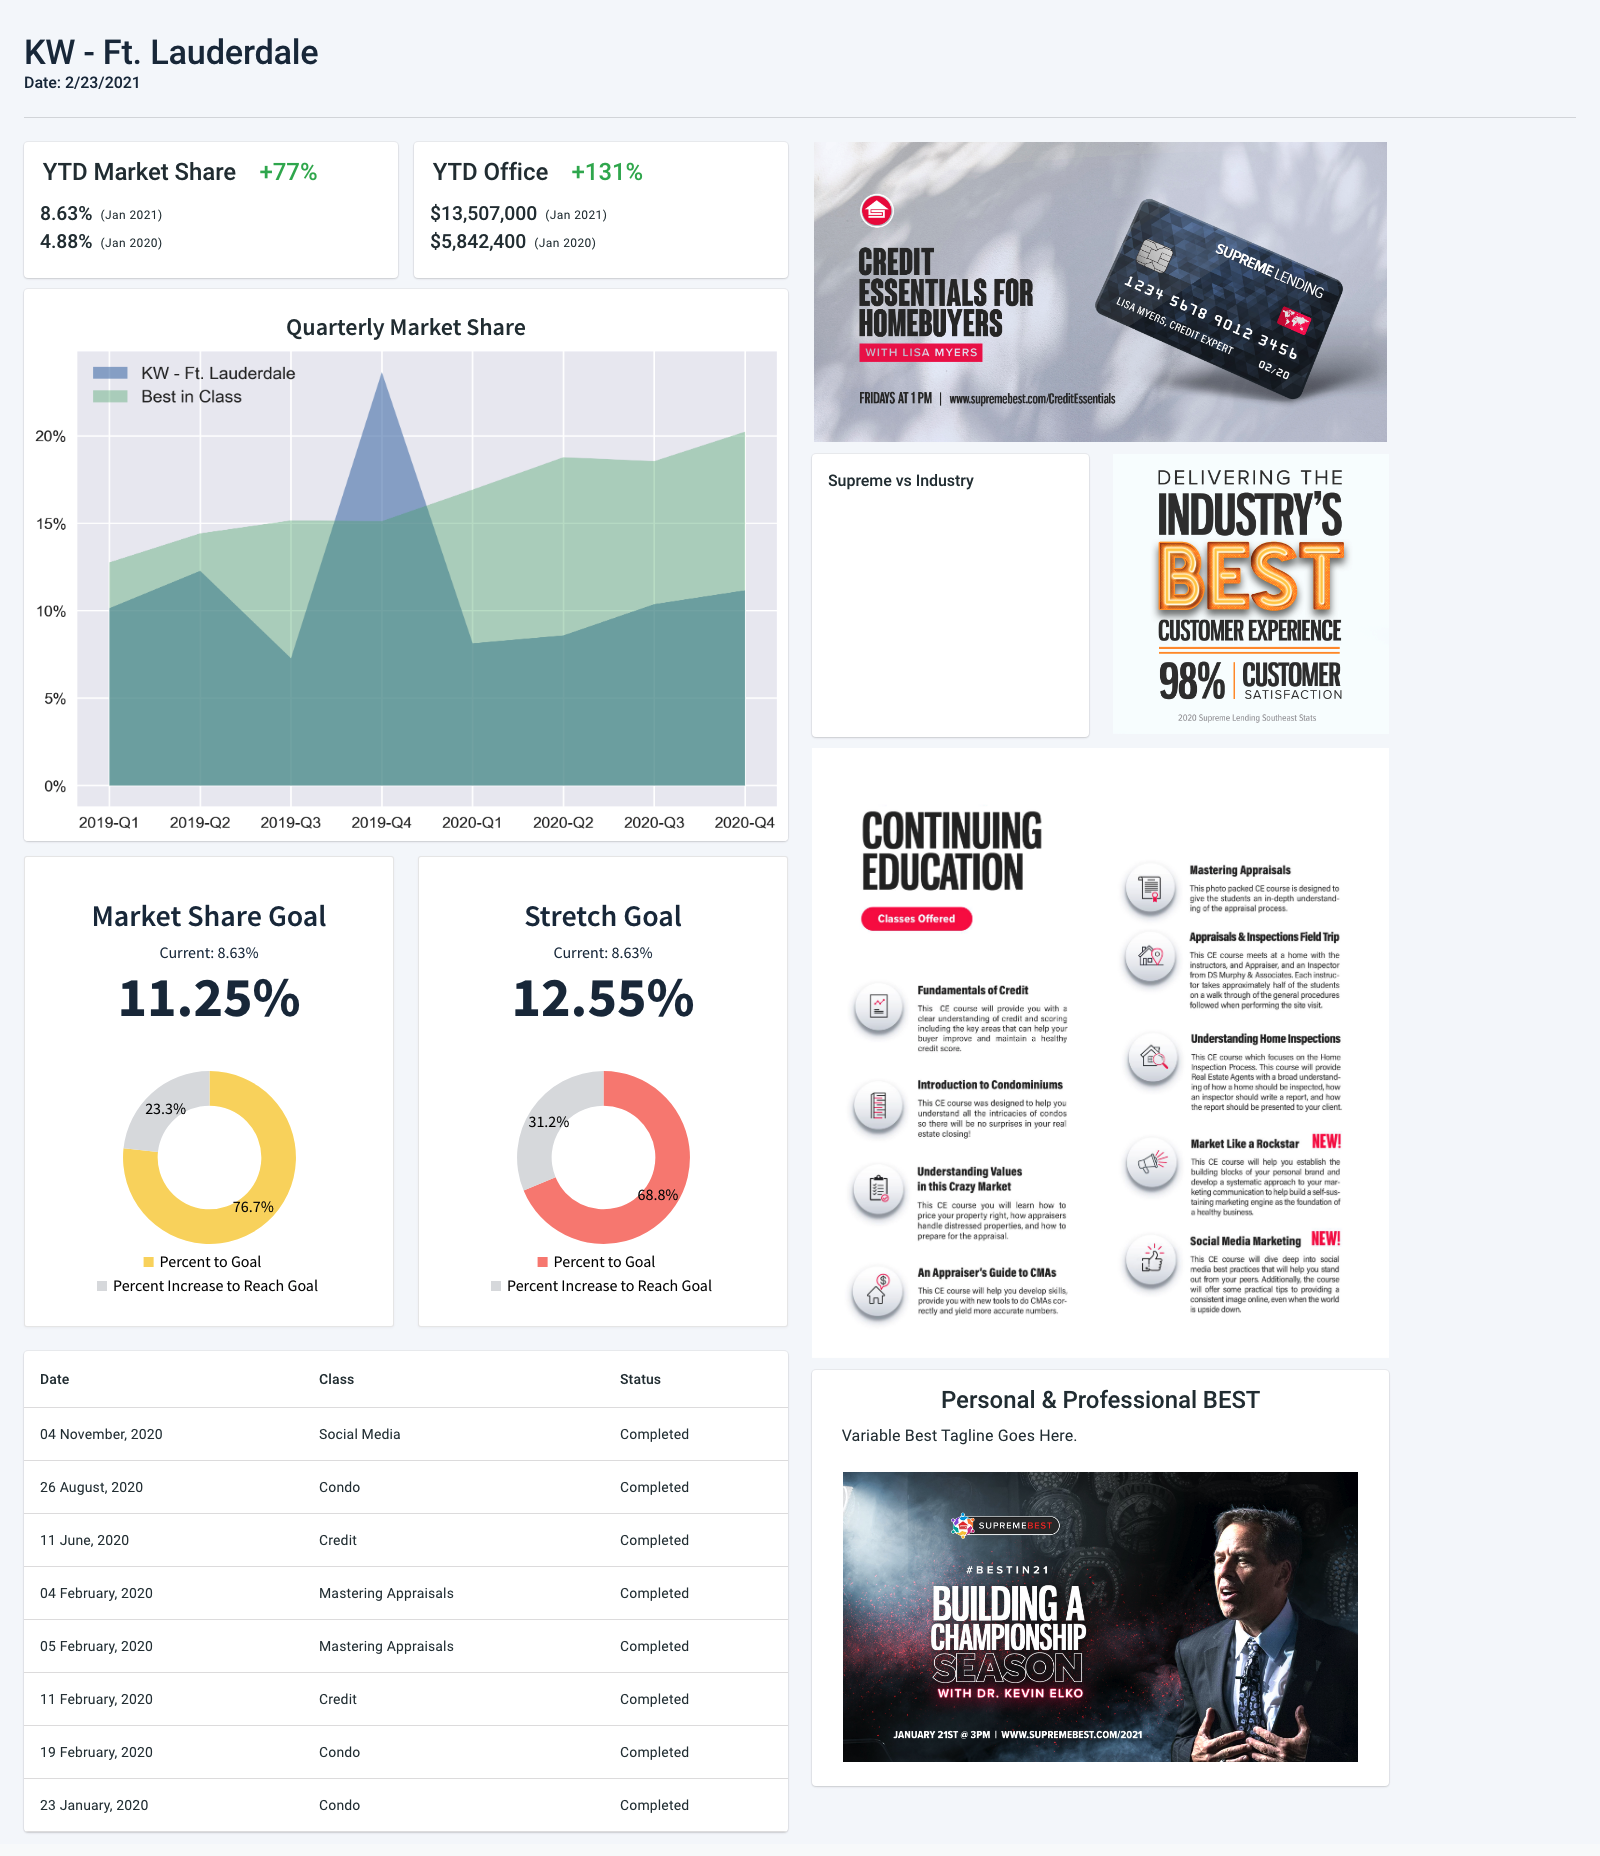 KW - Ft. Lauderdale
Date: 2/23/2021
YTD Market Share +77%
8.63% (Jan 2021)
4.88% (Jan 2020)
YTD Office +131%
$13,507,000 (Jan 2021)
$5,842,400 (Jan 2020)
Quarterly Market Share
KW - Ft. Lauderdale
Best in Class
20%
15%
10%
5%
0%
2019-Q1 2019-Q2 2019-Q3 2019-Q4 2020-Q1 2020-Q2 2020-Q3 2020-Q4
Market Share Goal
Current: 8.63%
11.25%
23.3%
76.7%
Percent to Goal
Percent Increase to Reach Goal
Stretch Goal
Current: 8.63%
12.55%
31.2%
68.8%
Percent to Goal
Percent Increase to Reach Goal
Date Class Status
04 November, 2020 Social Media Completed
26 August, 2020 Condo Completed
11 June, 2020 Credit Completed
04 February, 2020 Mastering Appraisals Completed
05 February, 2020 Mastering Appraisals Completed
11 February, 2020 Credit Completed
19 February, 2020 Condo Completed
23 January, 2020 Condo Completed
CREDIT
ESSENTIALS FOR
HOMEBUYERS
WITH LISA MYERS
FRIDAYS AT 1 PM | www.supremebest.com/CreditEssentials
SUPREME LENDING
1234 5678 9012 3456
LISA MYERS, CREDIT EXPERT
02/20
Supreme vs Industry
DELIVERING THE
INDUSTRY'S
BEST
CUSTOMER EXPERIENCE
98% CUSTOMER
SATISFACTION
2020 Supreme Lending Southeast Stats
CONTINUING
EDUCATION
Classes Offered
Fundamentals of Credit
This CE course will provide you with a
clear understanding of credit and scoring
including the key areas that can help your
buyer improve and maintain a healthy
credit score.
Introduction to Condominiums
This CE course was designed to help you
understand all the intricacies of condos
so there will be no surprises in your real
estate closing!
Understanding Values
in this Crazy Market
This CE course you will learn how to
price your property right, how appraisers
handle distressed properties, and how to
prepare for the appraisal.
An Appraiser's Guide to CMAs
This CE course will help you develop skills,
provide you with new tools to do CMAs cor-
rectly and yield more accurate numbers.
Mastering Appraisals
This photo packed CE course is designed to
give the students an in-depth understand-
ing of the appraisal process.
Appraisals & Inspections Field Trip
This CE course meets at a home with the
instructors, and Appraiser, and an Inspector
from DS Murphy & Associates. Each instruc-
tor takes approximately half of the students
on a walk through of the general procedures
followed when performing the site visit.
Understanding Home Inspections
This CE course which focuses on the Home
Inspection Process. This course will provide
Real Estate Agents with a broad understand-
ing of how a home should be inspected, how
an inspector should write a report, and how
the report should be presented to your client.
Market Like a Rockstar NEW!
This CE course will help you establish the
building blocks of your personal brand and
develop a systematic approach to your mar-
keting communication to help build a self-sus-
taining marketing engine as the foundation of
a healthy business.
Social Media Marketing NEW!
This CE course will dive deep into social
media best practices that will help you stand
out from your peers. Additionally, the course
will offer some practical tips to providing a
consistent image online, even when the world
is upside down.
Personal & Professional BEST
Variable Best Tagline Goes Here.
SUPREMEBEST
#BESTIN21
BUILDING A
CHAMPIONSHIP
SEASON
WITH DR. KEVIN ELKO
JANUARY 21ST @ 3PM | WWW.SUPREMEBEST.COM/2021